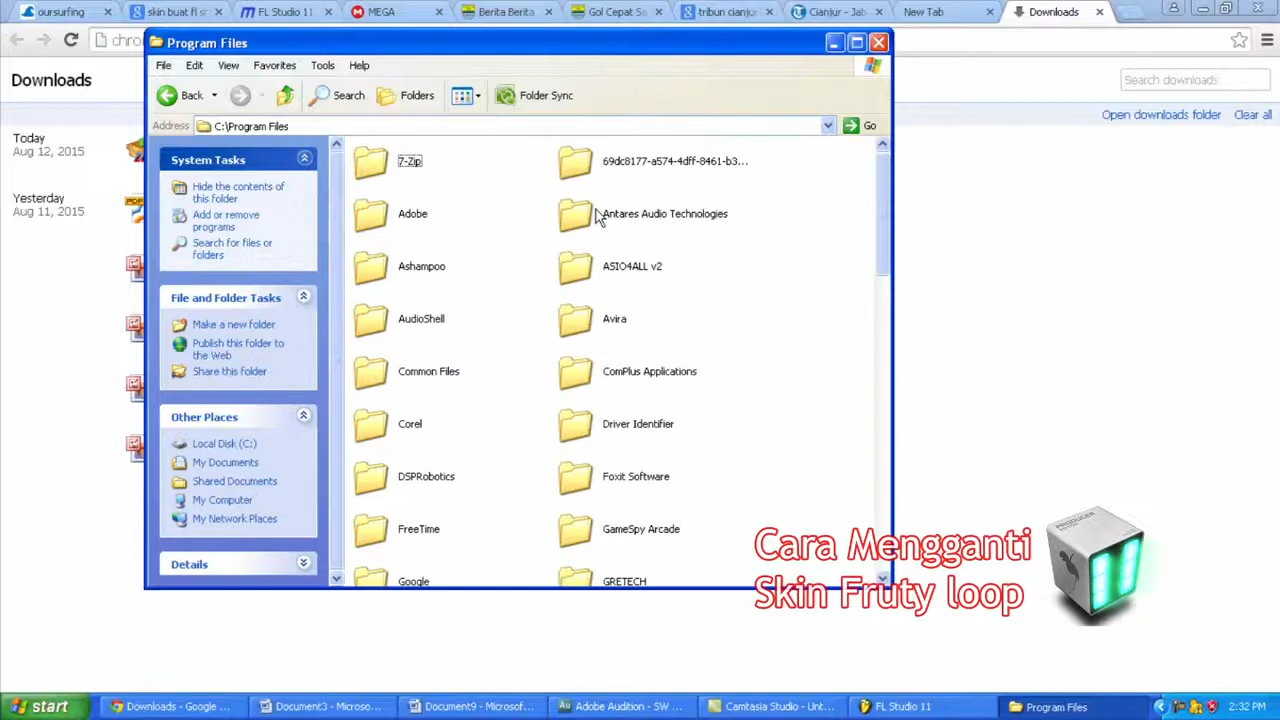 oursurfing
skin buat fl st
FL Studio 11
MEGA
Berita Berita
Gol Cepat Sa
tribun cianjur
Cianjur - Jab
New Tab
Downloads
chro
Downloads
Search downloads
Open downloads folder
Clear all
Today
Aug 12, 2015
Yesterday
Aug 11, 2015
PDF
Program Files
File Edit View Favorites Tools Help
Back Search Folders Folder Sync
Address C:\Program Files Go
System Tasks
Hide the contents of
this folder
Add or remove
programs
Search for files or
folders
File and Folder Tasks
Make a new folder
Publish this folder to
the Web
Share this folder
Other Places
Local Disk (C:)
My Documents
Shared Documents
My Computer
My Network Places
Details
7-Zip
69dc8177-a574-4dff-8461-b3...
Adobe
Antares Audio Technologies
Ashampoo
ASIO4ALL v2
AudioShell
Avira
Common Files
ComPlus Applications
Corel
Driver Identifier
DSPRobotics
Foxit Software
FreeTime
GameSpy Arcade
Google
GRETECH
Cara Mengganti
Skin Fruty loop
PRODUCER
start
Downloads - Google ...
Document3 - Microso...
Document9 - Microsof...
Adobe Audition - SW ...
Camtasia Studio - Unt...
FL Studio 11
Program Files
2:32 PM